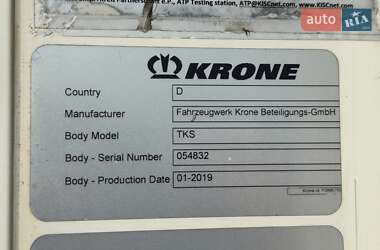 ATP Testing station, ATP@KISCnet.com
auto RIA .com
KRONE
Country D
Manufacturer Fahrzeugwerk Krone Beteiligungs-GmbH
Body Model TKS
Body - Serial Number 054832
Body - Production Date 01-2019